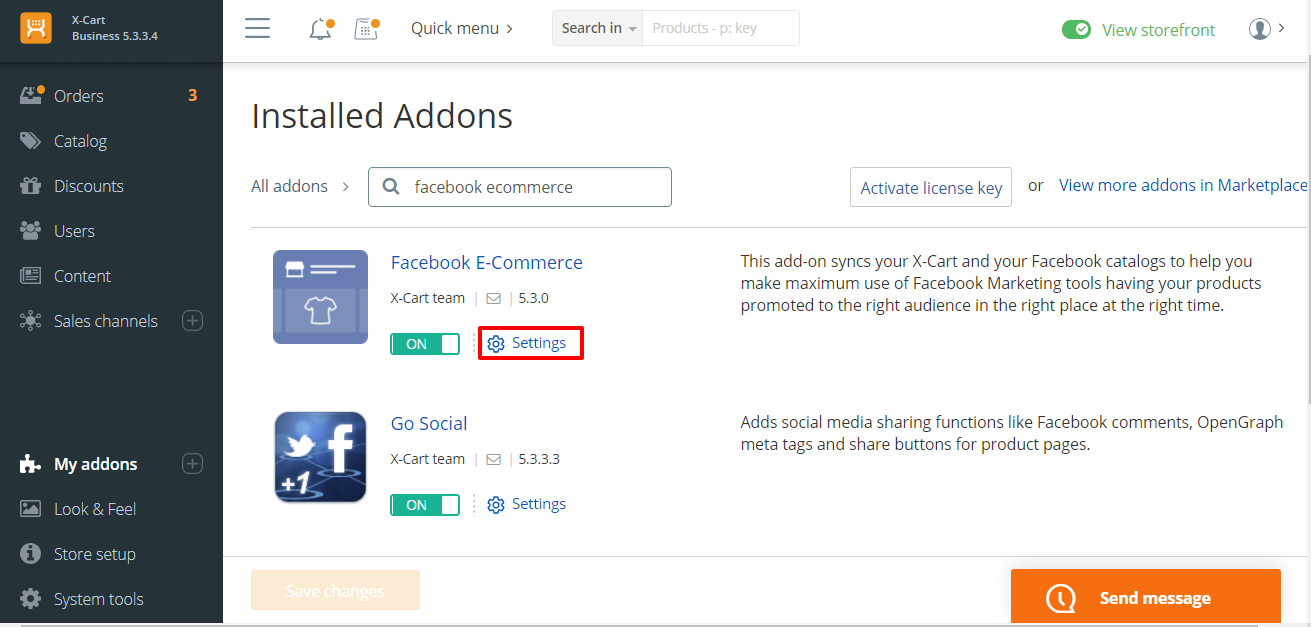 X-Cart
Business 5.3.3.4
Quick menu
Search in
Products - p: key
View storefront
Orders 3
Catalog
Discounts
Users
Content
Sales channels
My addons
Look & Feel
Store setup
System tools
Installed Addons
All addons
facebook ecommerce
Activate license key or View more addons in Marketplace
Facebook E-Commerce
X-Cart team | 5.3.0
ON Settings
This add-on syncs your X-Cart and your Facebook catalogs to help you
make maximum use of Facebook Marketing tools having your products
promoted to the right audience in the right place at the right time.
f
+1
Go Social
X-Cart team | 5.3.3.3
ON Settings
Adds social media sharing functions like Facebook comments, OpenGraph
meta tags and share buttons for product pages.
Save changes
Send message